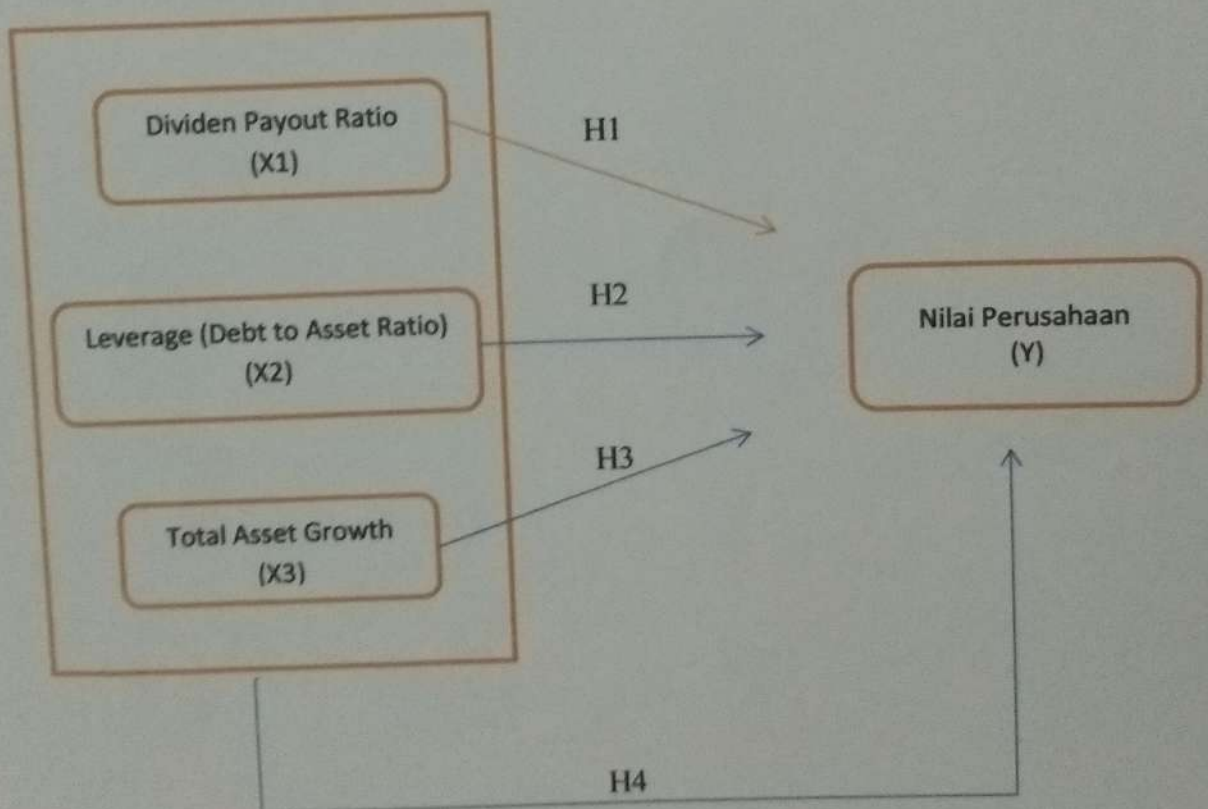 Dividen Payout Ratio
(X1)
H1
Leverage (Debt to Asset Ratio)
(X2)
H2
Nilai Perusahaan
(Y)
H3
Total Asset Growth
(X3)
H4